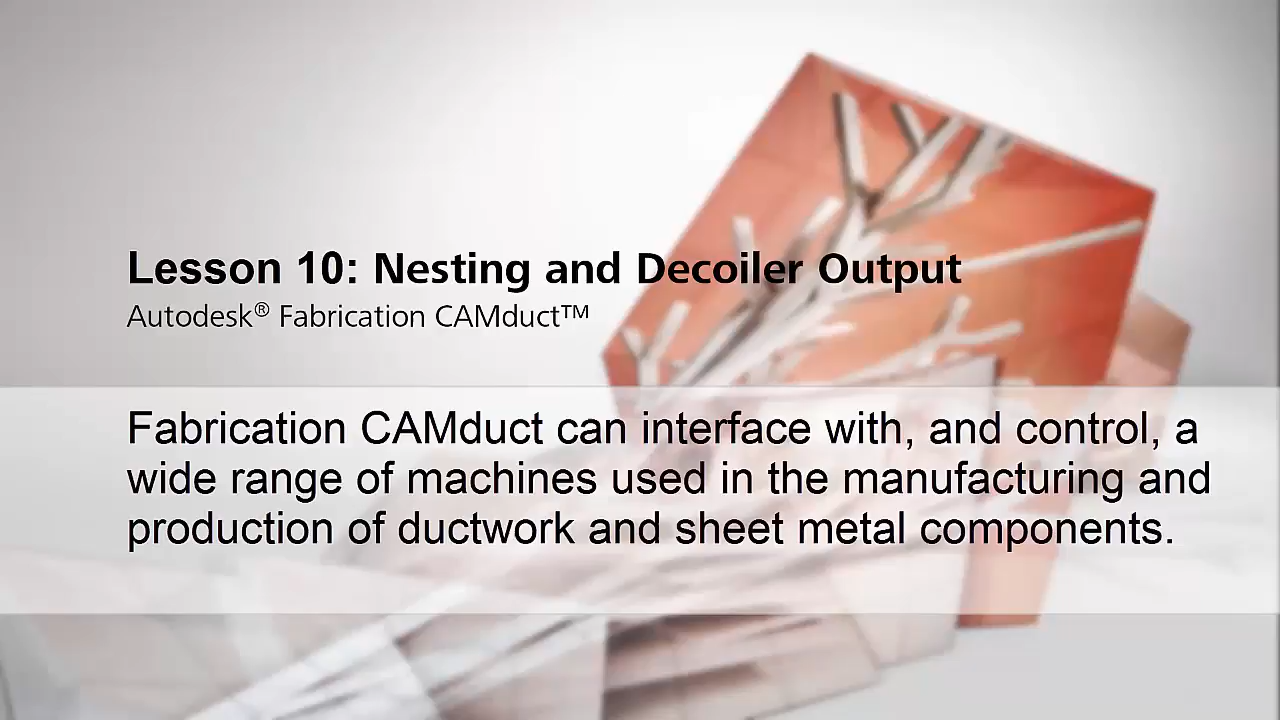 Lesson 10: Nesting and Decoiler Output
Autodesk® Fabrication CAMduct™
Fabrication CAMduct can interface with, and control, a
wide range of machines used in the manufacturing and
production of ductwork and sheet metal components.